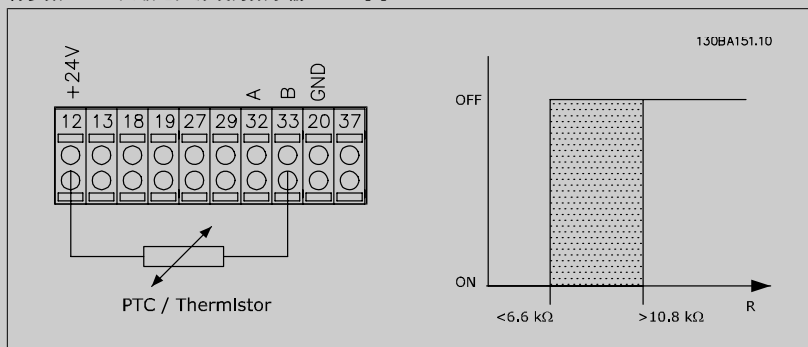 130BA151.10
+24V
A
B
GND
12 13 18 19 27 29 32 33 20 37
PTC / Thermistor
OFF
ON
<6.6 kΩ
>10.8 kΩ
R